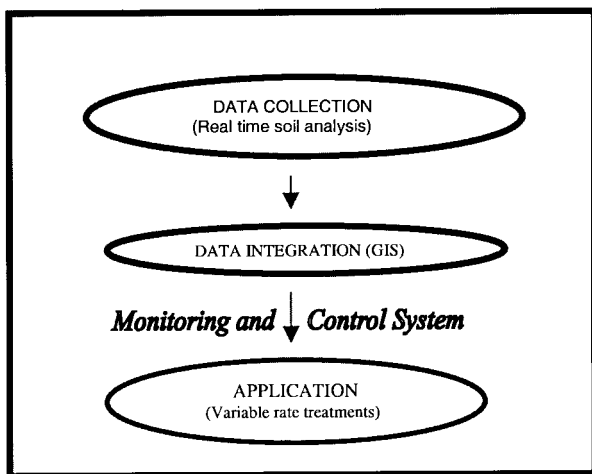 DATA COLLECTION
(Real time soil analysis)
DATA INTEGRATION (GIS)
Monitoring and Control System
APPLICATION
(Variable rate treatments)